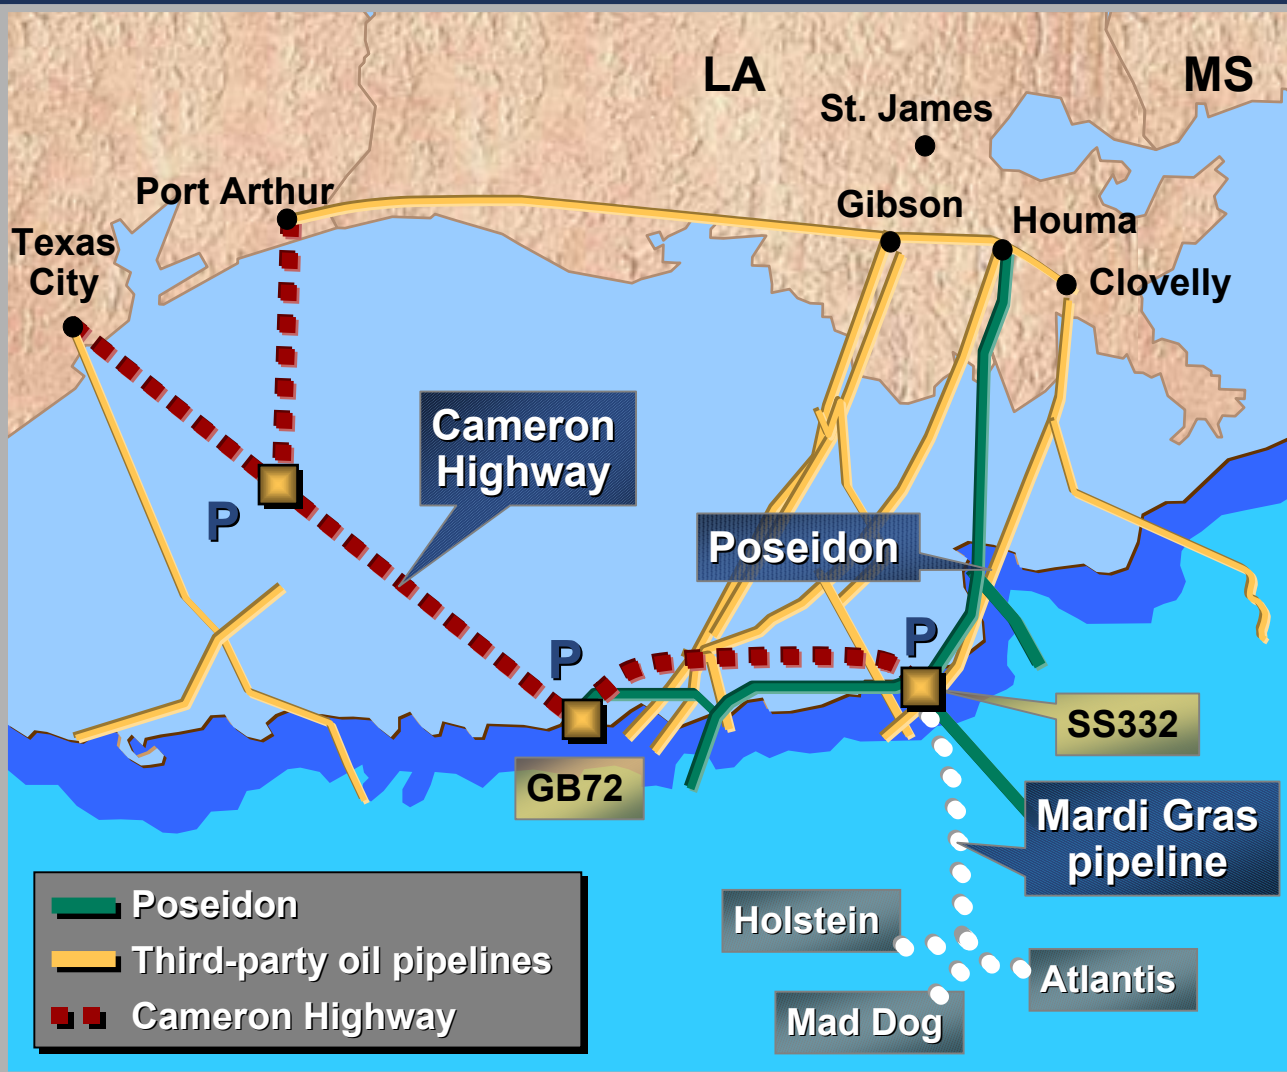 LA
MS
St. James
Port Arthur
Gibson
Houma
Texas
City
Clovelly
Cameron
Highway
P
Poseidon
P
P
SS332
GB72
Mardi Gras
pipeline
Holstein
Atlantis
Mad Dog
Poseidon
Third-party oil pipelines
Cameron Highway